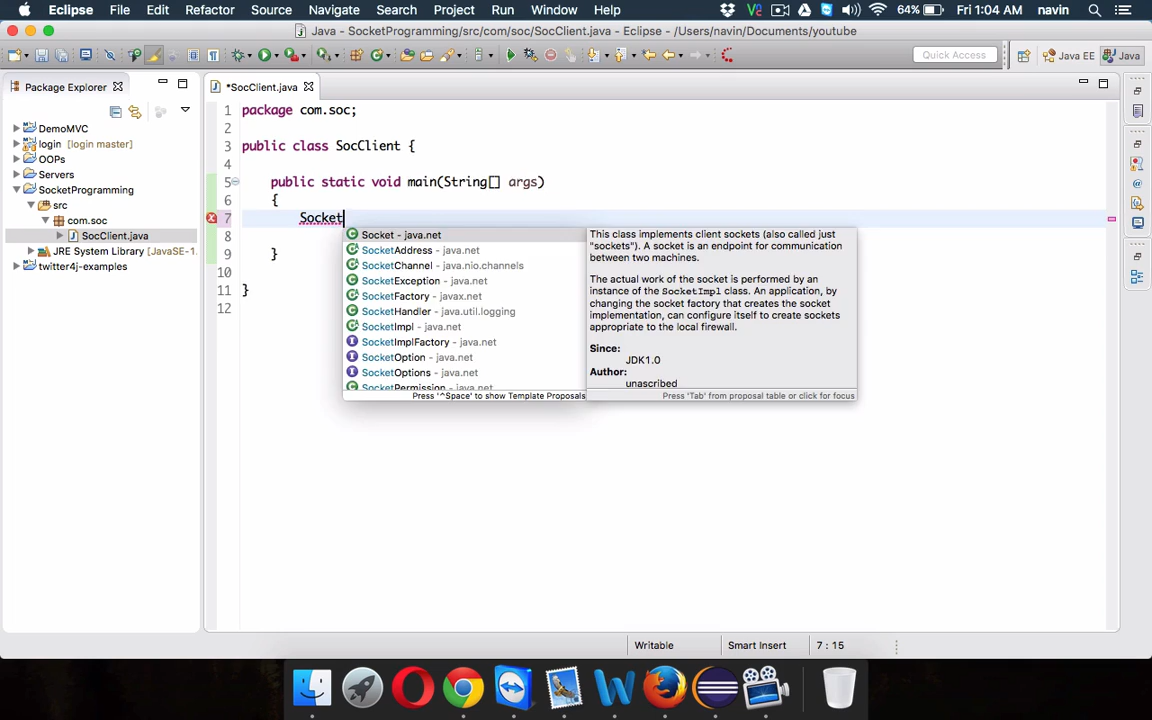 Eclipse File Edit Refactor Source Navigate Search Project Run Window Help 64% Fri 1:04 AM navin
Java - SocketProgramming/src/com/soc/SocClient.java - Eclipse - /Users/navin/Documents/youtube
Quick Access Java EE Java
Package Explorer
*SocClient.java
DemoMVC
login (login master)
OOPs
Servers
SocketProgramming
src
com.soc
SocClient.java
JRE System Library [JavaSE-1.
twitter4j-examples
1 package com.soc;
2
3 public class SocClient {
4
5 public static void main(String[] args)
6 {
7 Socket
8
9 }
10
11 }
12
Socket - java.net
SocketAddress - java.net
SocketChannel - java.nio.channels
SocketException - java.net
SocketFactory - javax.net
SocketHandler - java.util.logging
SocketImpl - java.net
SocketImplFactory - java.net
SocketOption - java.net
SocketOptions - java.net
SocketPermission - java.net
Press '^Space' to show Template Proposals
This class implements client sockets (also called just
"sockets"). A socket is an endpoint for communication
between two machines.
The actual work of the socket is performed by an
instance of the SocketImpl class. An application, by
changing the socket factory that creates the socket
implementation, can configure itself to create sockets
appropriate to the local firewall.
Since:
JDK1.0
Author:
unascribed
Press 'Tab' from proposal table or click for focus
Writable Smart Insert 7 : 15